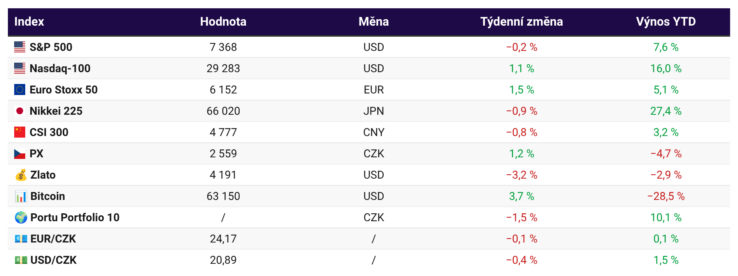 Index Hodnota Měna Týdenní změna Výnos YTD
S&P 500 7 368 USD −0,2 % 7,6 %
Nasdaq-100 29 283 USD 1,1 % 16,0 %
Euro Stoxx 50 6 152 EUR 1,5 % 5,1 %
Nikkei 225 66 020 JPN −0,9 % 27,4 %
CSI 300 4 777 CNY −0,8 % 3,2 %
PX 2 559 CZK 1,2 % −4,7 %
Zlato 4 191 USD −3,2 % −2,9 %
Bitcoin 63 150 USD 3,7 % −28,5 %
Portu Portfolio 10 / CZK −1,5 % 10,1 %
EUR/CZK 24,17 / −0,1 % 0,1 %
USD/CZK 20,89 / −0,4 % 1,5 %